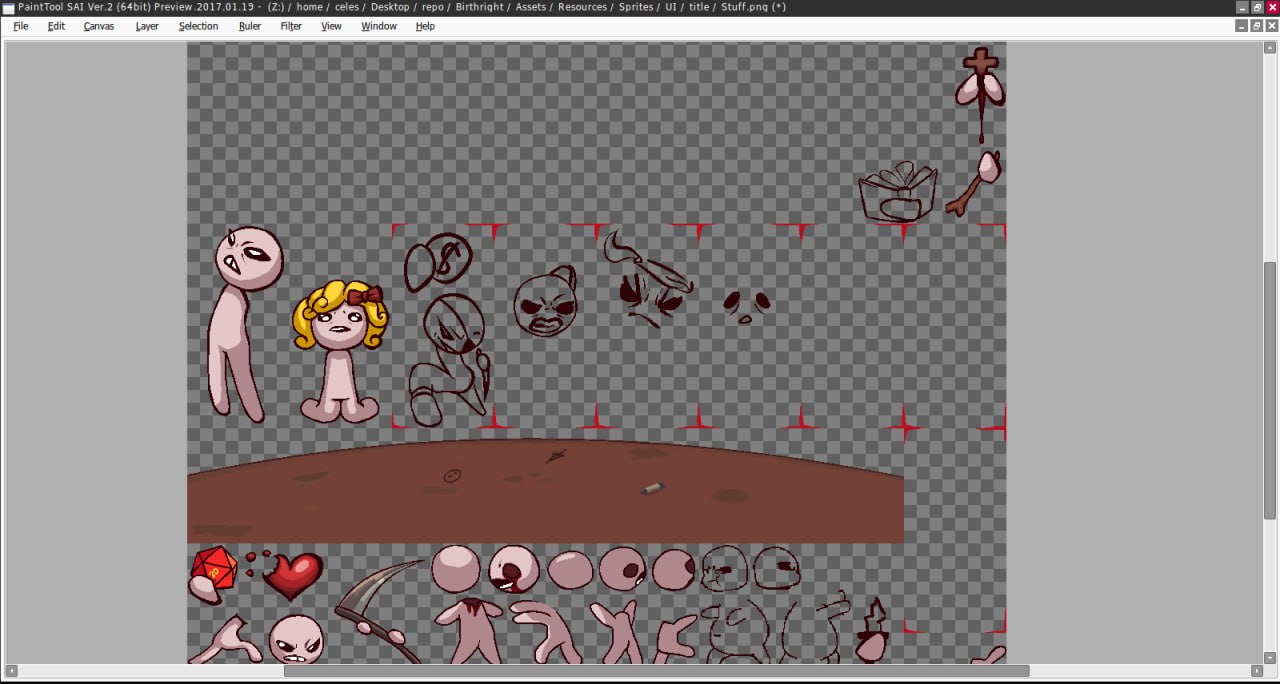 PaintTool SAI Ver.2 (64bit) Preview.2017.01.19 - (Z:) / home / celes / Desktop / repo / Birthright / Assets / Resources / Sprites / UI / title / Stuff.png (*)
File Edit Canvas Layer Selection Ruler Filter View Window Help
$
20